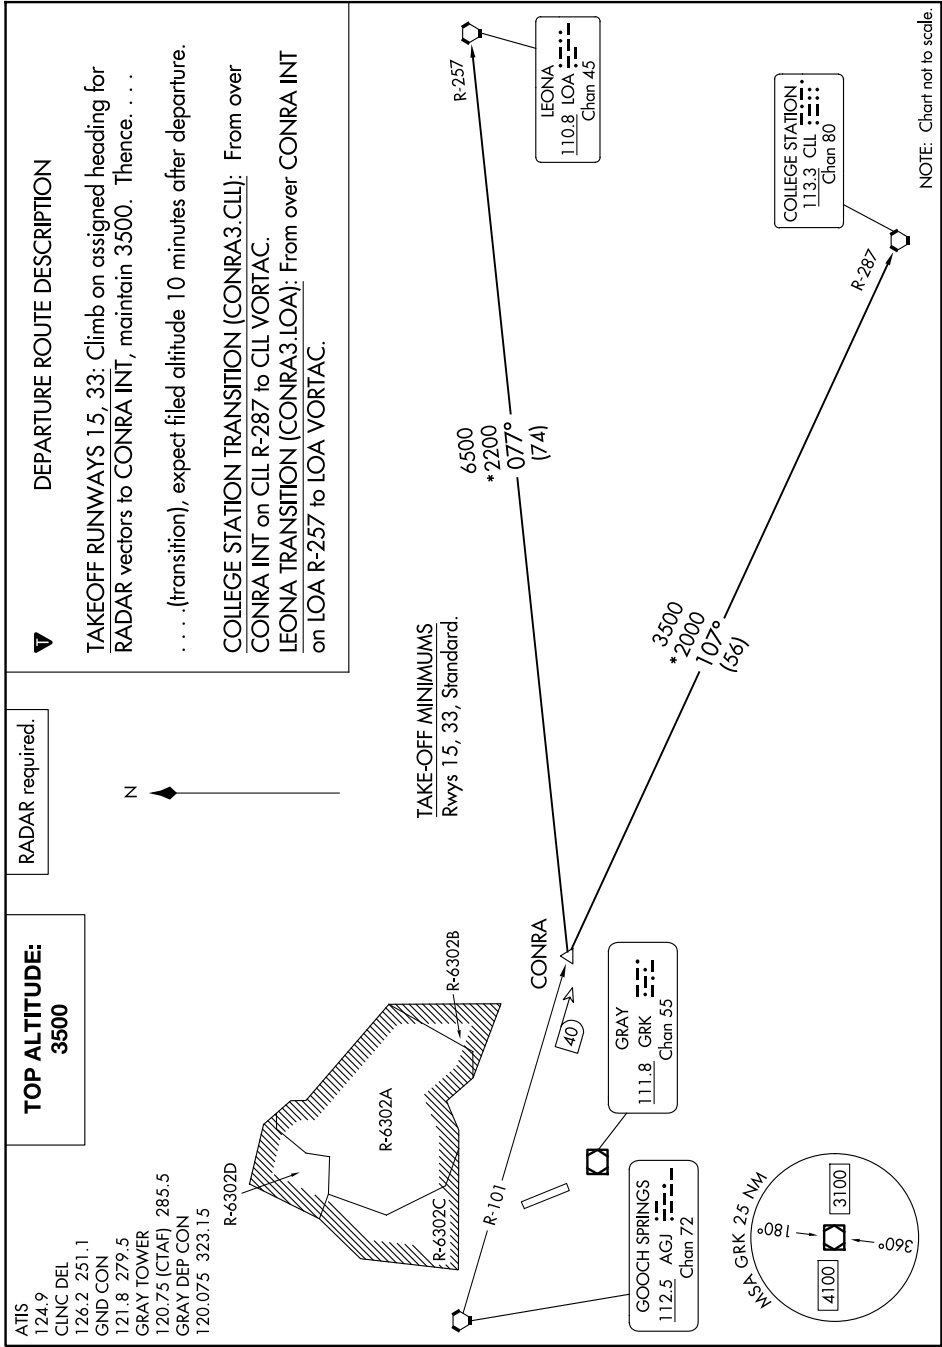 ATIS
124.9
CLNC DEL
126.2 251.1
GND CON
121.8 279.5
GRAY TOWER
120.75 (CTAF) 285.5
GRAY DEP CON
120.075 323.15
TOP ALTITUDE:
3500
RADAR required.
T
DEPARTURE ROUTE DESCRIPTION
TAKEOFF RUNWAYS 15, 33: Climb on assigned heading for
RADAR vectors to CONRA INT, maintain 3500. Thence. . . .
. . . .(transition), expect filed altitude 10 minutes after departure.
COLLEGE STATION TRANSITION (CONRA3.CLL): From over
CONRA INT on CLL R-287 to CLL VORTAC.
LEONA TRANSITION (CONRA3.LOA): From over CONRA INT
on LOA R-257 to LOA VORTAC.
N
TAKE-OFF MINIMUMS
Rwys 15, 33, Standard.
R-6302D
R-6302A
R-6302C
R-6302B
R-101
40
CONRA
GOOCH SPRINGS
112.5 AGJ
Chan 72
GRAY
111.8 GRK
Chan 55
6500
*2200
077°
(74)
R-257
LEONA
110.8 LOA
Chan 45
3500
*2000
107°
(56)
R-287
COLLEGE STATION
113.3 CLL
Chan 80
MSA GRK 25 NM
180°
360°
4100
3100
NOTE: Chart not to scale.